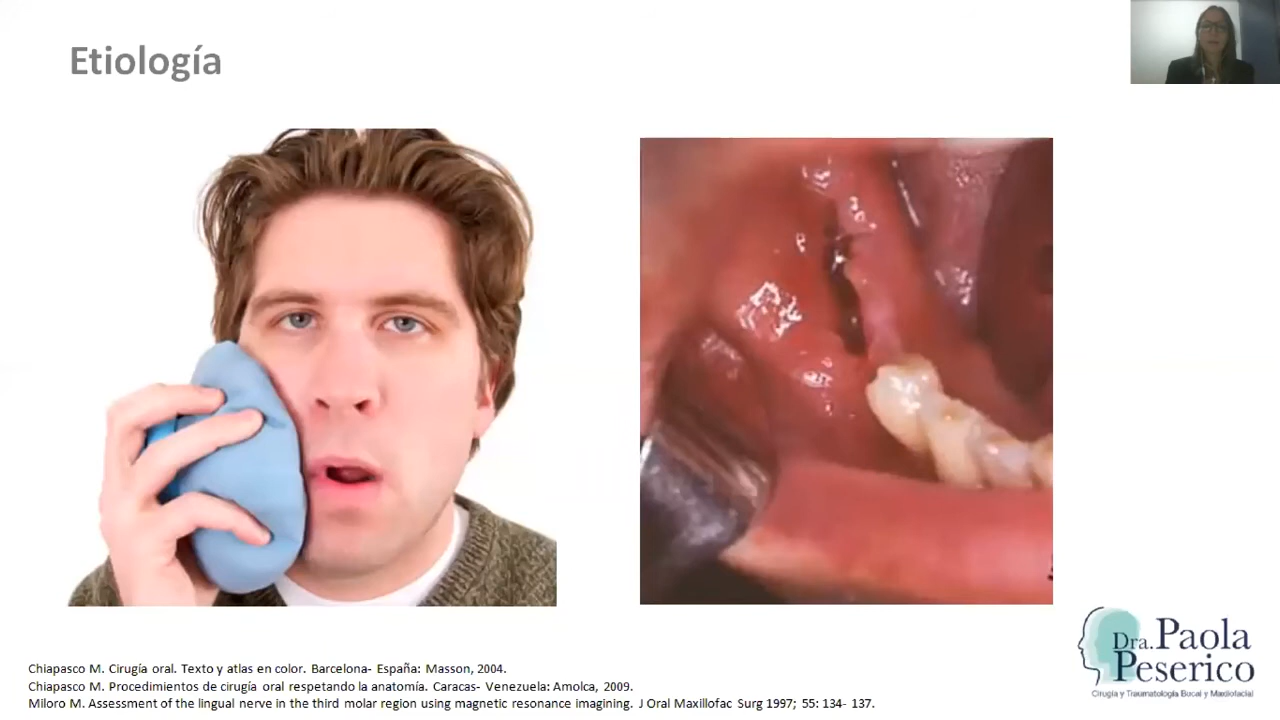 Etiología
Dra. Paola
Peserico
Cirugía y Traumatología Bucal y Maxiofacial
Chiapasco M. Cirugía oral. Texto y atlas en color. Barcelona- España: Masson, 2004.
Chiapasco M. Procedimientos de cirugía oral respetando la anatomía. Caracas- Venezuela: Amolca, 2009.
Miloro M. Assessment of the lingual nerve in the third molar region using magnetic resonance imagining. J Oral Maxillofac Surg 1997; 55: 134- 137.